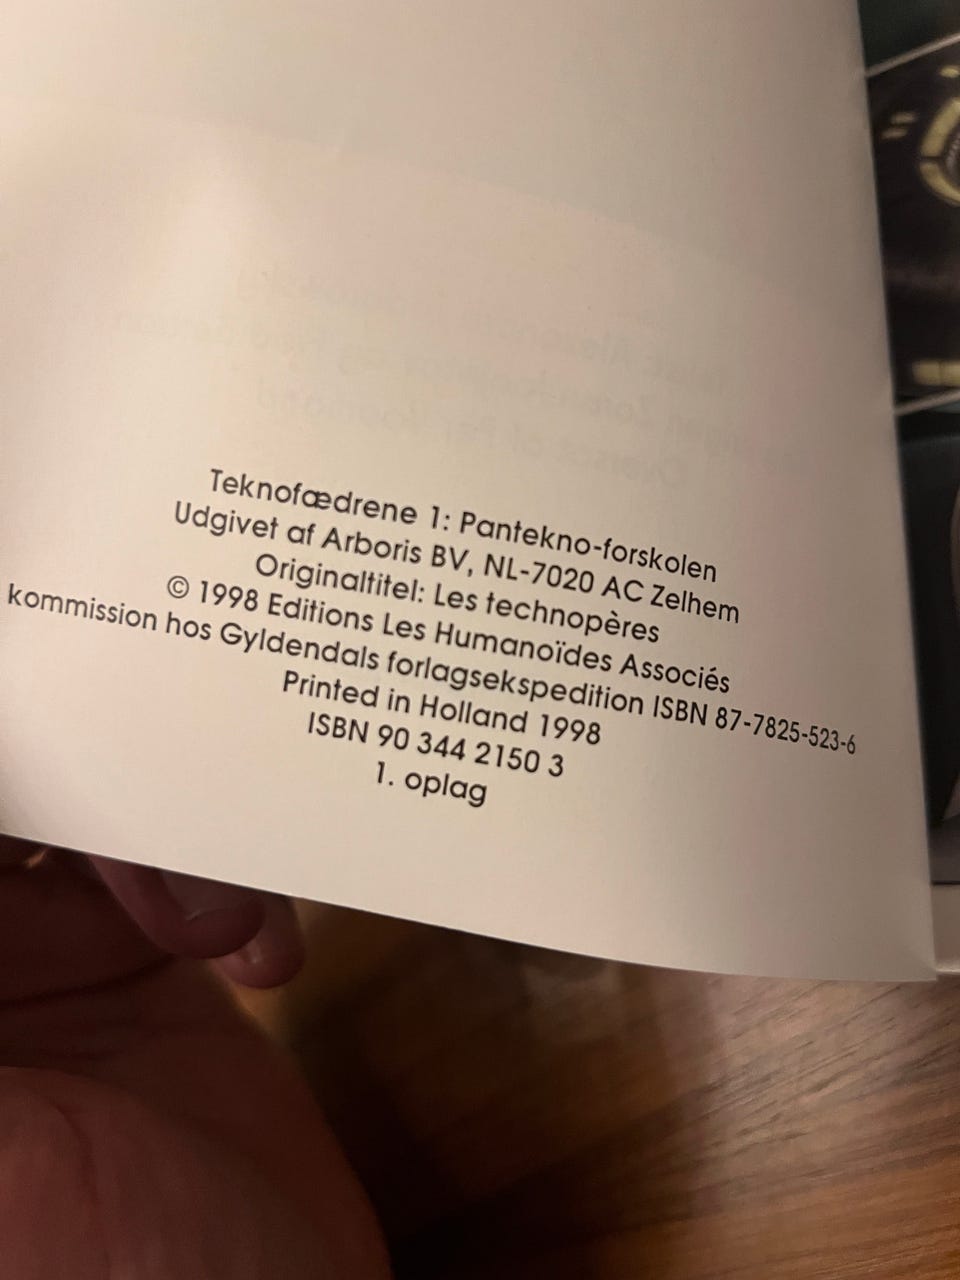 Teknofædrene 1: Pantekno-forskolen
Udgivet af Arboris BV, NL-7020 AC Zelhem
Originaltitel: Les technopères
© 1998 Editions Les Humanoïdes Associés
kommission hos Gyldendals forlagsekspedition ISBN 87-7825-523-6
Printed in Holland 1998
ISBN 90 344 2150 3
1. oplag